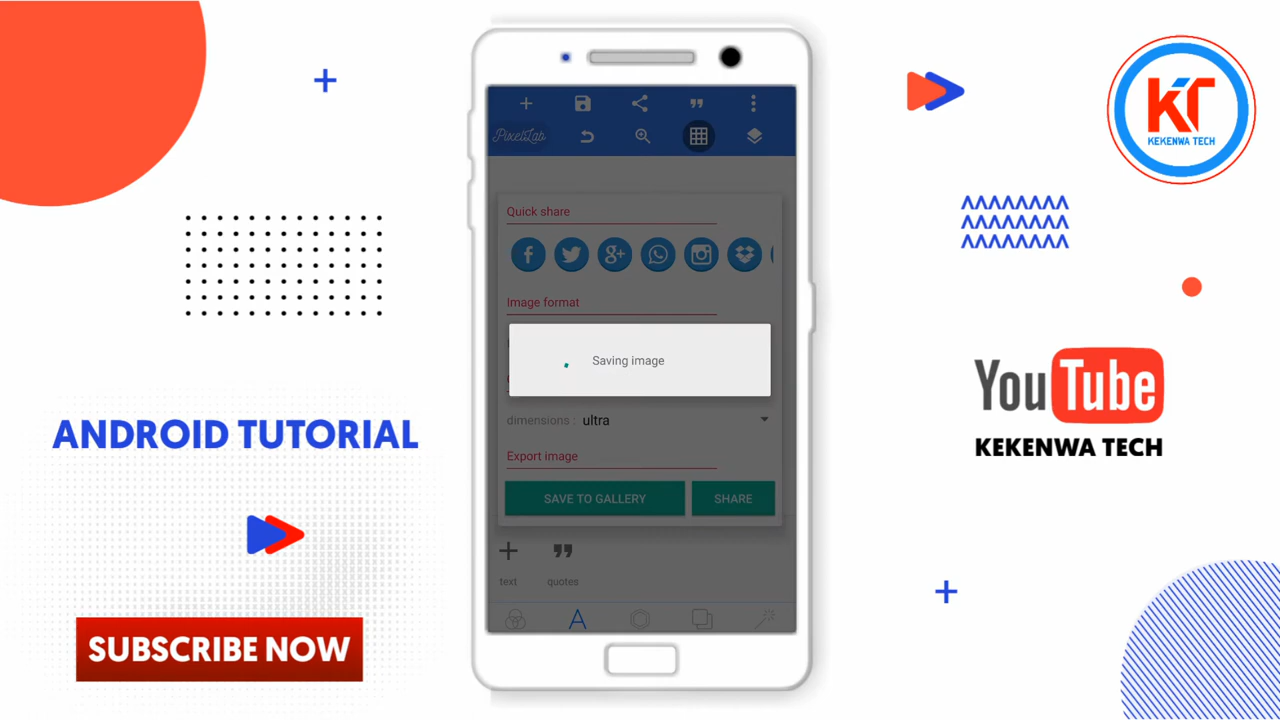 PixelLab
Quick share
Image format
Saving image
dimensions : ultra
Export image
SAVE TO GALLERY
SHARE
text
quotes
KT
KEKENWA TECH
ANDROID TUTORIAL
SUBSCRIBE NOW
YouTube
KEKENWA TECH